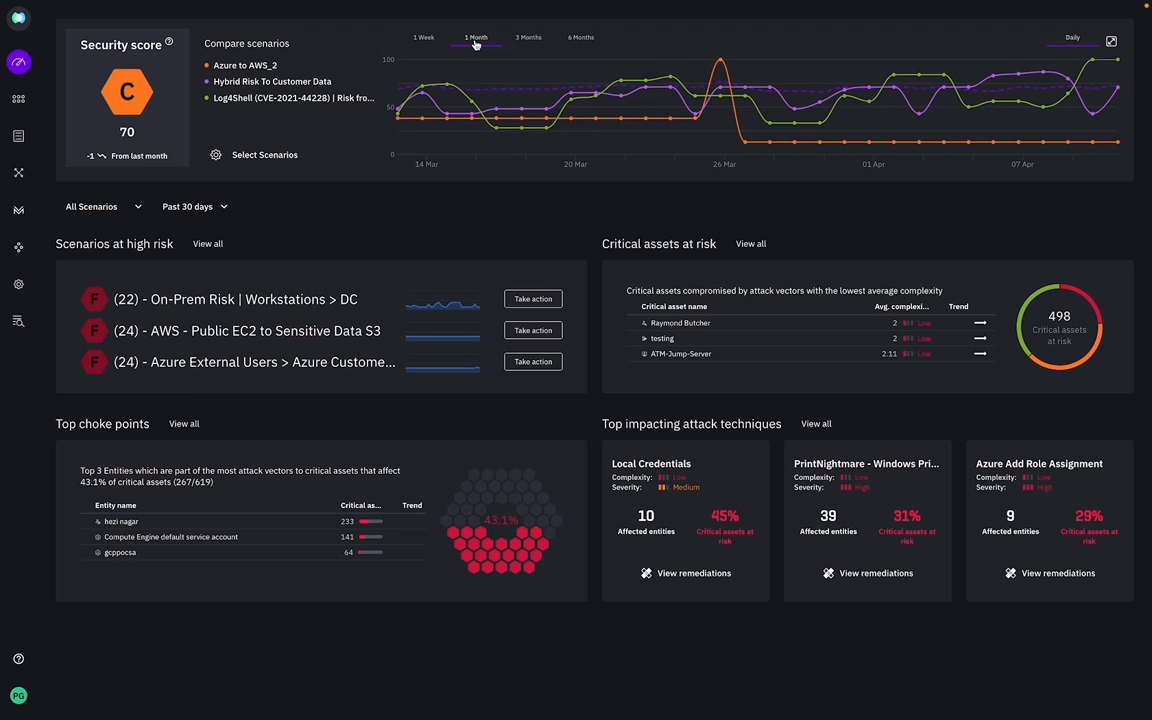 Security score
C
70
-1 From last month
Compare scenarios
Azure to AWS_2
Hybrid Risk To Customer Data
Log4Shell (CVE-2021-44228) | Risk fro...
Select Scenarios
1 Week 1 Month 3 Months 6 Months Daily
100
50
0
14 Mar 20 Mar 26 Mar 01 Apr 07 Apr
All Scenarios Past 30 days
Scenarios at high risk View all
F (22) - On-Prem Risk | Workstations > DC Take action
F (24) - AWS - Public EC2 to Sensitive Data S3 Take action
F (24) - Azure External Users > Azure Custome... Take action
Critical assets at risk View all
Critical assets compromised by attack vectors with the lowest average complexity
Critical asset name Avg. complexi... Trend
Raymond Butcher 2 Low
testing 2 Low
ATM-Jump-Server 2.11 Low
498
Critical assets
at risk
Top choke points View all
Top 3 Entities which are part of the most attack vectors to critical assets that affect
43.1% of critical assets (267/619)
Entity name Critical as... Trend
hezi nagar 233
Compute Engine default service account 141
gcppocsa 64
43.1%
Top impacting attack techniques View all
Local Credentials
Complexity: Low
Severity: Medium
10
Affected entities
45%
Critical assets at
risk
View remediations
PrintNightmare - Windows Pri...
Complexity: Low
Severity: High
39
Affected entities
31%
Critical assets at
risk
View remediations
Azure Add Role Assignment
Complexity: Low
Severity: High
9
Affected entities
29%
Critical assets at
risk
View remediations
PG